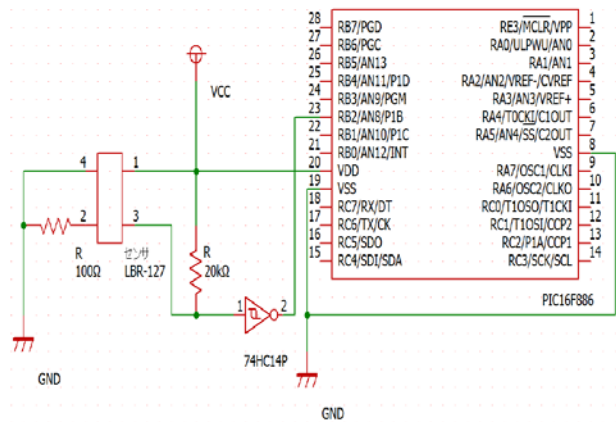 28 RB7/PGD RE3/MCLR/VPP 1
27 RB6/PGC RA0/ULPWU/AN0 2
26 RB5/AN13 RA1/AN1 3
25 RB4/AN11/P1D RA2/AN2/VREF-/CVREF 4
24 RB3/AN9/PGM RA3/AN3/VREF+ 5
23 RB2/AN8/P1B RA4/T0CKI/C1OUT 6
22 RB1/AN10/P1C RA5/AN4/SS/C2OUT 7
21 RB0/AN12/INT VSS 8
20 VDD RA7/OSC1/CLKI 9
19 VSS RA6/OSC2/CLKO 10
18 RC7/RX/DT RC0/T1OSO/T1CKI 11
17 RC6/TX/CK RC1/T1OSI/CCP2 12
16 RC5/SDO RC2/P1A/CCP1 13
15 RC4/SDI/SDA RC3/SCK/SCL 14
PIC16F886
VCC
4 1
2 3
R
100Ω
センサ
LBR-127
R
20kΩ
1 2
74HC14P
GND
GND